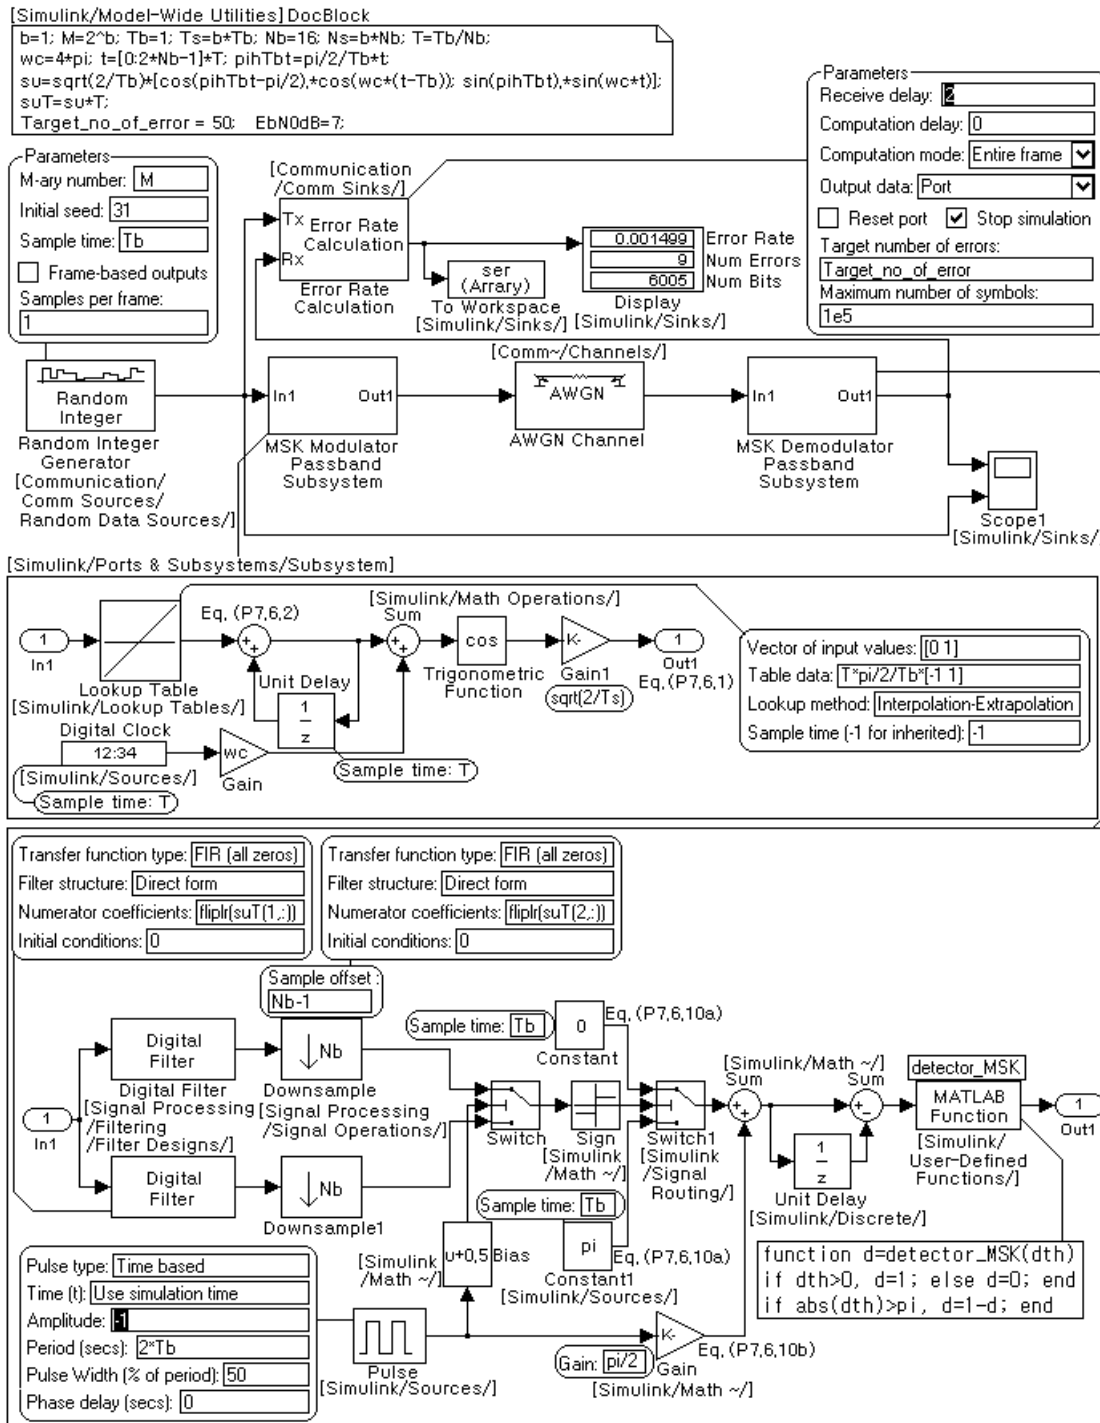 [Simulink/Model-Wide Utilities] DocBlock
b=1; M=2^b; Tb=1; Ts=b*Tb; Nb=16; Ns=b*Nb; T=Tb/Nb;
wc=4*pi; t=[0:2*Nb-1]*T; pihTbt=pi/2/Tb*t;
su=sqrt(2/Tb)*[cos(pihTbt-pi/2),*cos(wc*(t-Tb)); sin(pihTbt),*sin(wc*t)];
suT=su*T;
Target_no_of_error = 50; EbN0dB=7;
Parameters
Receive delay: 2
Computation delay: 0
Computation mode: Entire frame
Output data: Port
Reset port Stop simulation
Target number of errors:
Target_no_of_error
Maximum number of symbols:
1e5
Parameters
M-ary number: M
Initial seed: 31
Sample time: Tb
Frame-based outputs
Samples per frame:
1
[Communication
/Comm Sinks/]
Tx
Rx
Error Rate
Calculation
Error Rate
Calculation
ser
(Arrary)
To Workspace
[Simulink/Sinks/]
0.001499 Error Rate
9 Num Errors
6005 Num Bits
Display
[Simulink/Sinks/]
Random
Integer
Random Integer
Generator
[Communication/
Comm Sources/
Random Data Sources/]
In1 Out1
MSK Modulator
Passband
Subsystem
[Comm~/Channels/]
AWGN
AWGN Channel
In1 Out1
MSK Demodulator
Passband
Subsystem
Scope1
[Simulink/Sinks/
[Simulink/Ports & Subsystems/Subsystem]
1
In1
Lookup Table
[Simulink/Lookup Tables/]
Eq, (P7,6,2)
[Simulink/Math Operations/]
Sum
Unit Delay
1
z
Sample time: T
cos
Trigonometric
Function
K-
Gain1
sqrt(2/Ts)
1
Out1
Eq,(P7,6,1)
Digital Clock
12:34
[Simulink/Sources/]
Sample time: T
wc
Gain
Vector of input values: [0 1]
Table data: T*pi/2/Tb*[-1 1]
Lookup method: Interpolation-Extrapolation
Sample time (-1 for inherited): -1
Transfer function type: FIR (all zeros)
Filter structure: Direct form
Numerator coefficients: fliplr(suT(1,:))
Initial conditions: 0
Transfer function type: FIR (all zeros)
Filter structure: Direct form
Numerator coefficients: fliplr(suT(2,:))
Initial conditions: 0
Sample offset :
Nb-1
1
In1
Digital
Filter
Digital Filter
[Signal Processing
/Filtering
/Filter Designs/]
Digital
Filter
↓Nb
Downsample
[Signal Processing
/Signal Operations/]
↓Nb
Downsample1
Sample time: Tb
0
Constant
Eq, (P7,6,10a)
Switch
Sign
[Simulink
/Math ~/]
Switch1
[Simulink
/Signal
Routing/]
[Simulink/Math ~/]
Sum Sum
1
z
Unit Delay
[Simulink/Discrete/]
detector_MSK
MATLAB
Function
[Simulink/
User-Defined
Functions/]
1
Out1
Sample time: Tb
pi
Constant1
[Simulink/Sources/]
Eq, (P7,6,10a)
u+0,5
Bias
[Simulink
/Math ~/]
function d=detector_MSK(dth)
if dth>0, d=1; else d=0; end
if abs(dth)>pi, d=1-d; end
Pulse type: Time based
Time (t): Use simulation time
Amplitude: -1
Period (secs): 2*Tb
Pulse Width (% of period): 50
Phase delay (secs): 0
Pulse
[Simulink/Sources/]
Gain: pi/2
K-
Gain
[Simulink/Math ~/]
Eq, (P7,6,10b)